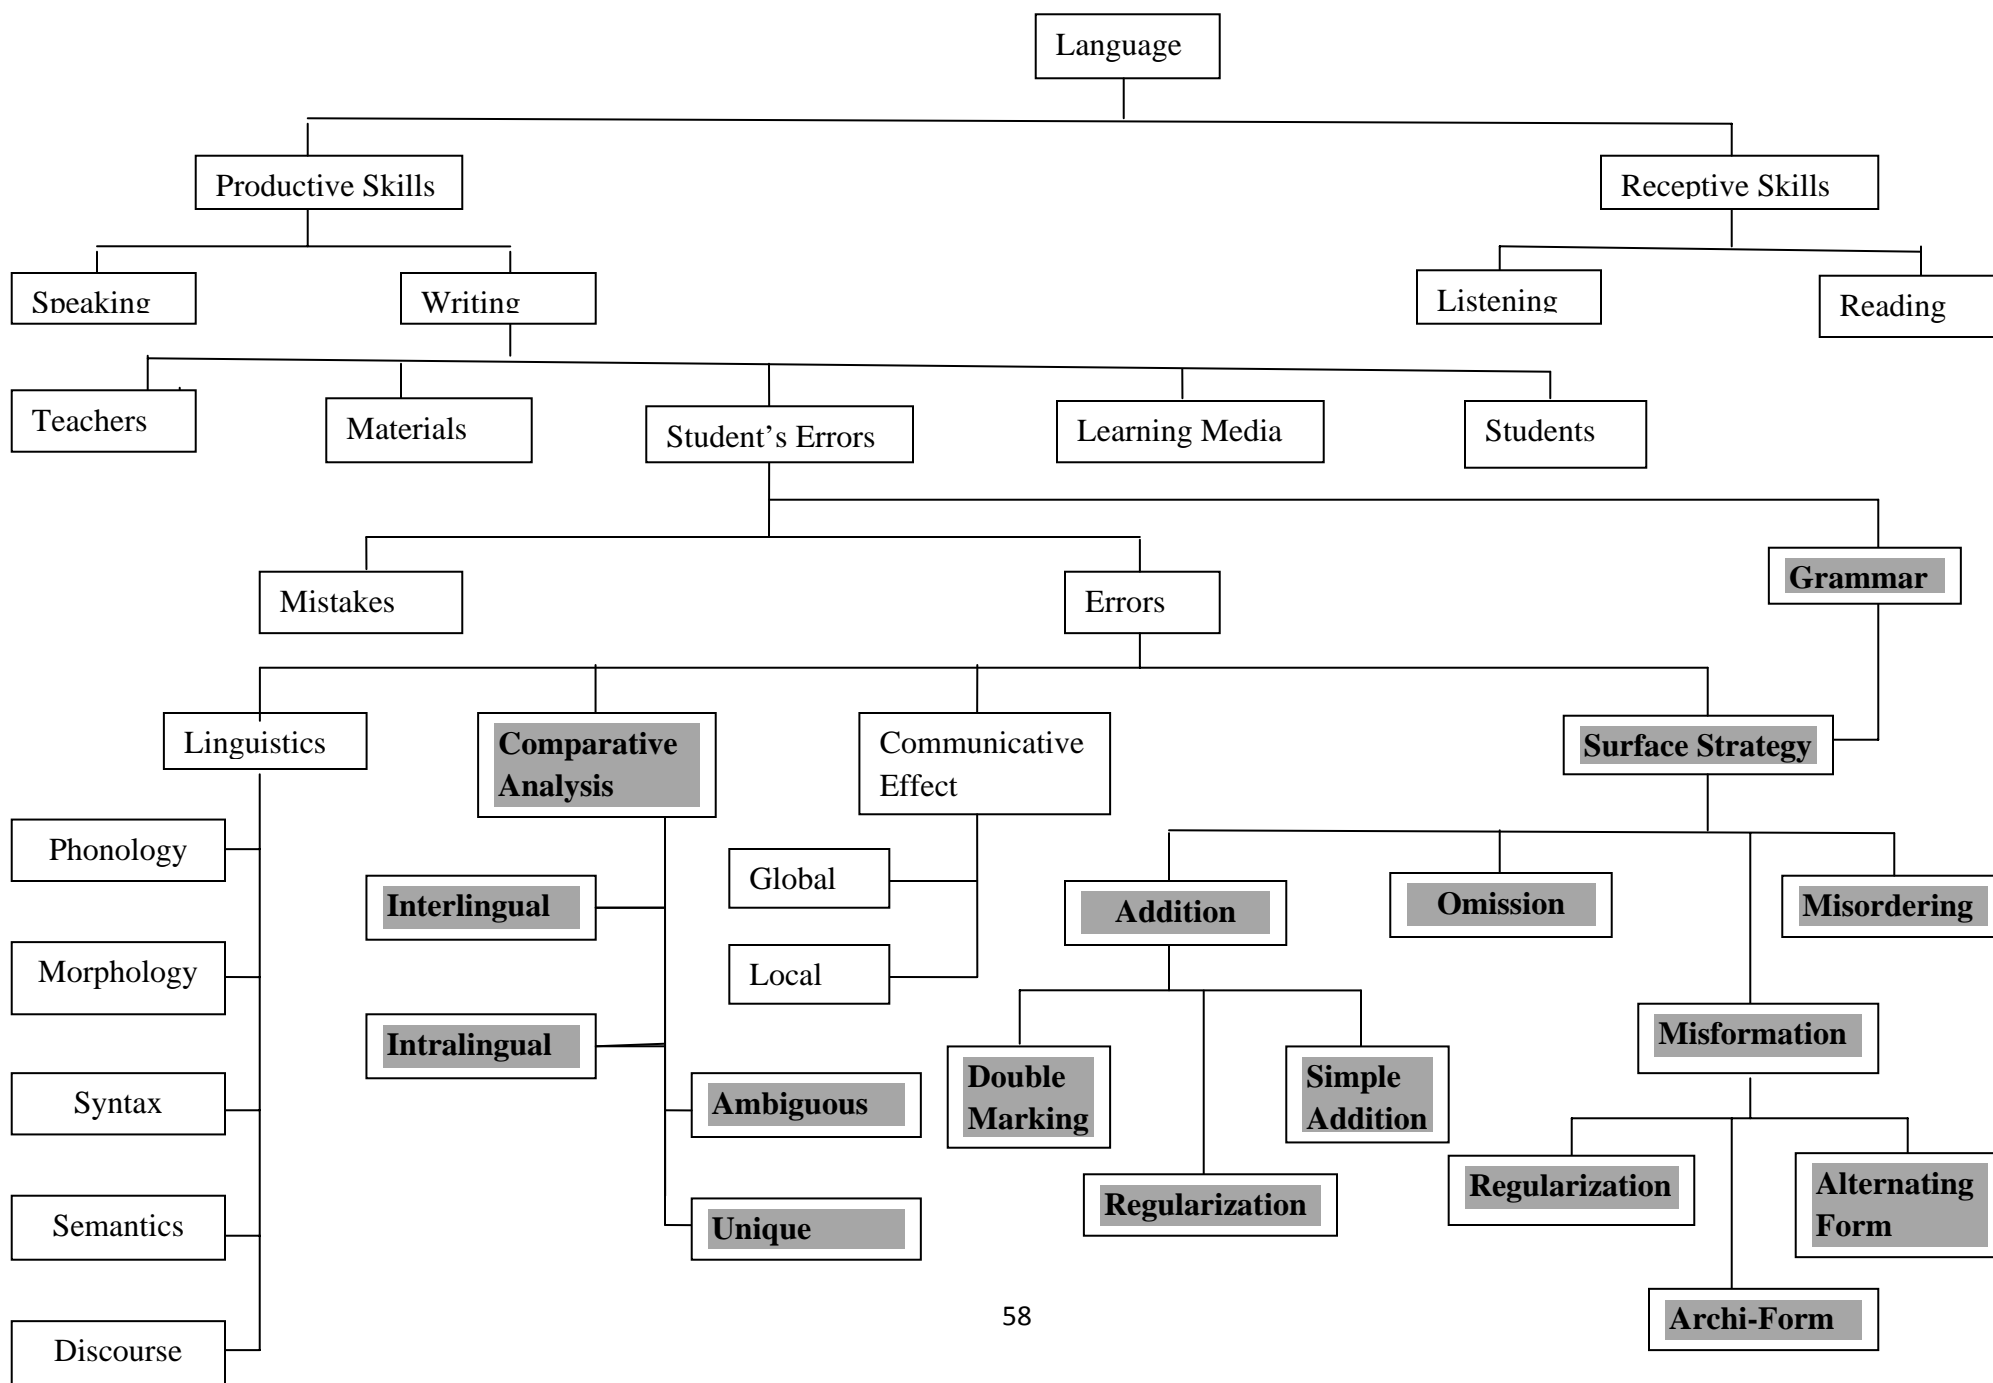 Language
Productive Skills
Receptive Skills
Speaking
Writing
Listening
Reading
Teachers
Materials
Student’s Errors
Learning Media
Students
Mistakes
Errors
Grammar
Linguistics
Comparative
Analysis
Communicative
Effect
Surface Strategy
Phonology
Morphology
Syntax
Semantics
Discourse
Interlingual
Intralingual
Ambiguous
Unique
Global
Local
Addition
Omission
Misordering
Double
Marking
Simple
Addition
Regularization
Misformation
Regularization
Alternating
Form
Archi-Form
58